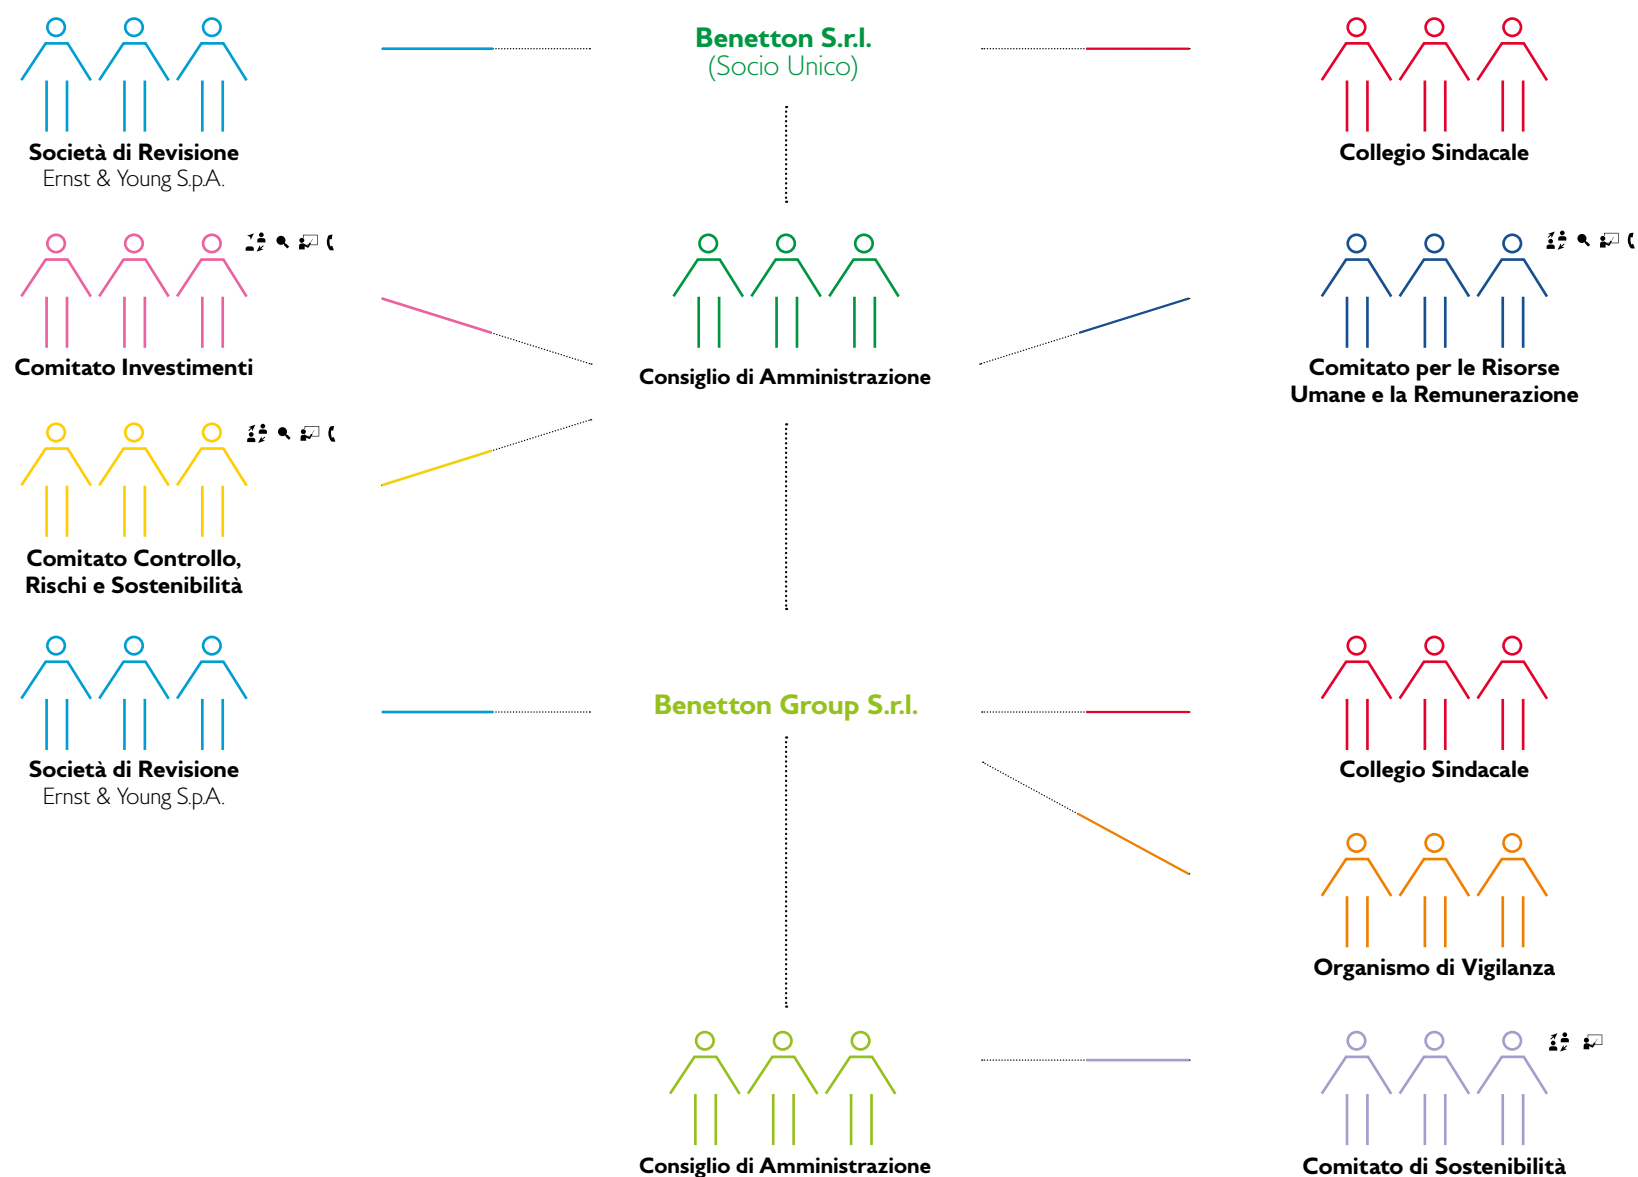 Benetton S.r.l.
(Socio Unico)
Società di Revisione
Ernst & Young S.p.A.
Collegio Sindacale
Comitato Investimenti
Consiglio di Amministrazione
Comitato per le Risorse
Umane e la Remunerazione
Comitato Controllo,
Rischi e Sostenibilità
Benetton Group S.r.l.
Società di Revisione
Ernst & Young S.p.A.
Collegio Sindacale
Organismo di Vigilanza
Consiglio di Amministrazione
Comitato di Sostenibilità